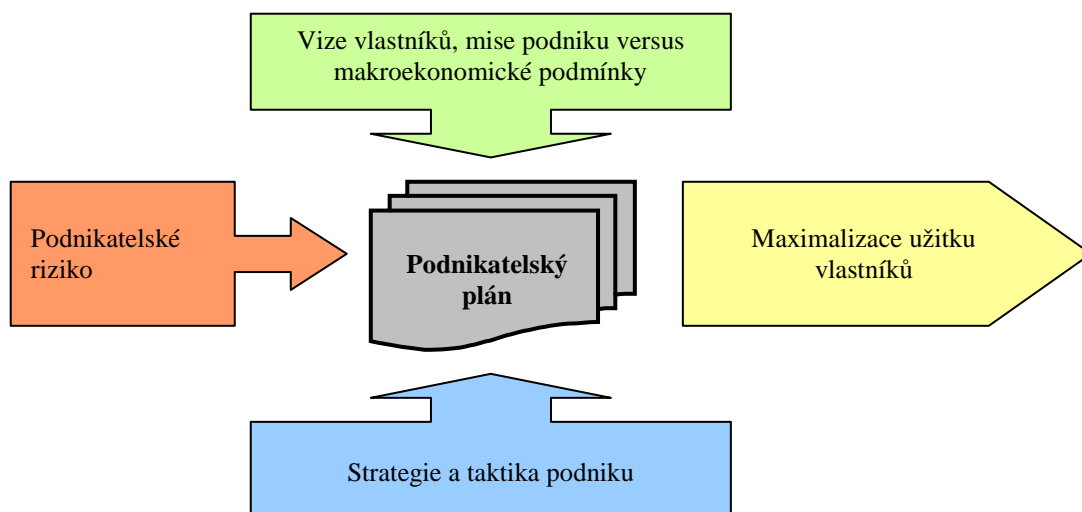 Vize vlastníků, mise podniku versus
makroekonomické podmínky
Podnikatelské
riziko
Podnikatelský
plán
Maximalizace užitku
vlastníků
Strategie a taktika podniku